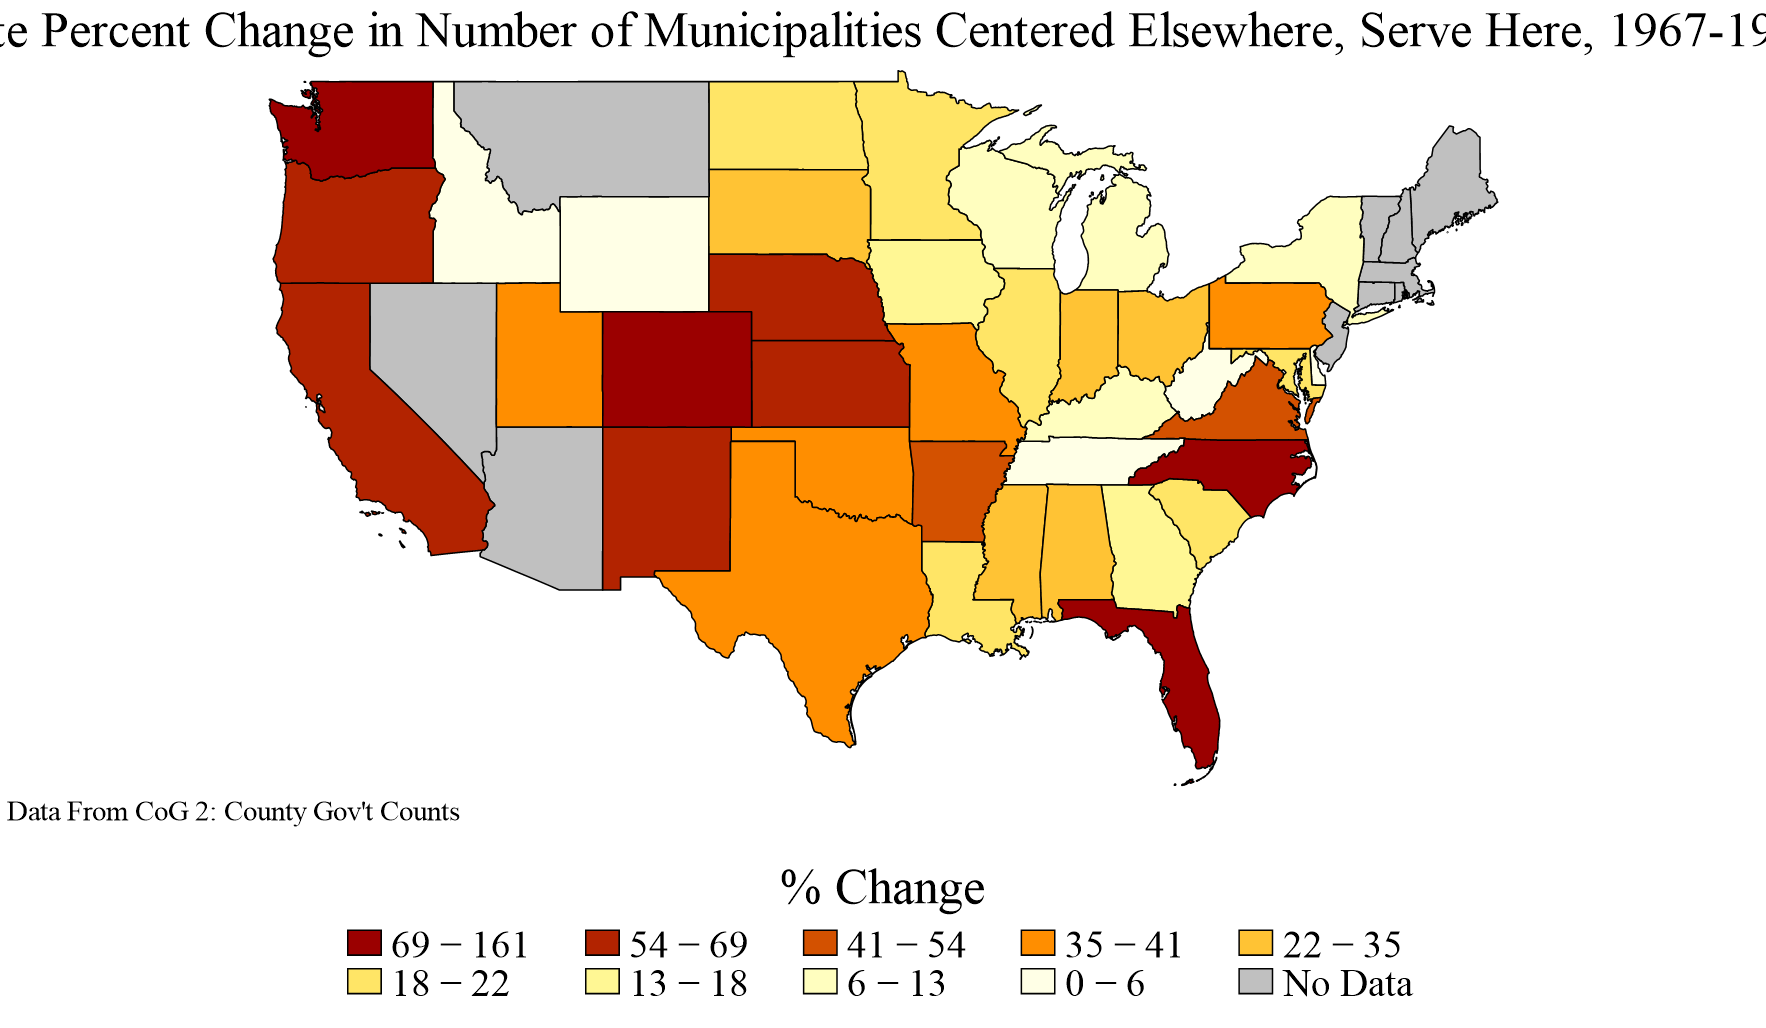 te Percent Change in Number of Municipalities Centered Elsewhere, Serve Here, 1967-19
Data From CoG 2: County Gov't Counts
% Change
69 – 161 54 – 69 41 – 54 35 – 41 22 – 35
18 – 22 13 – 18 6 – 13 0 – 6 No Data